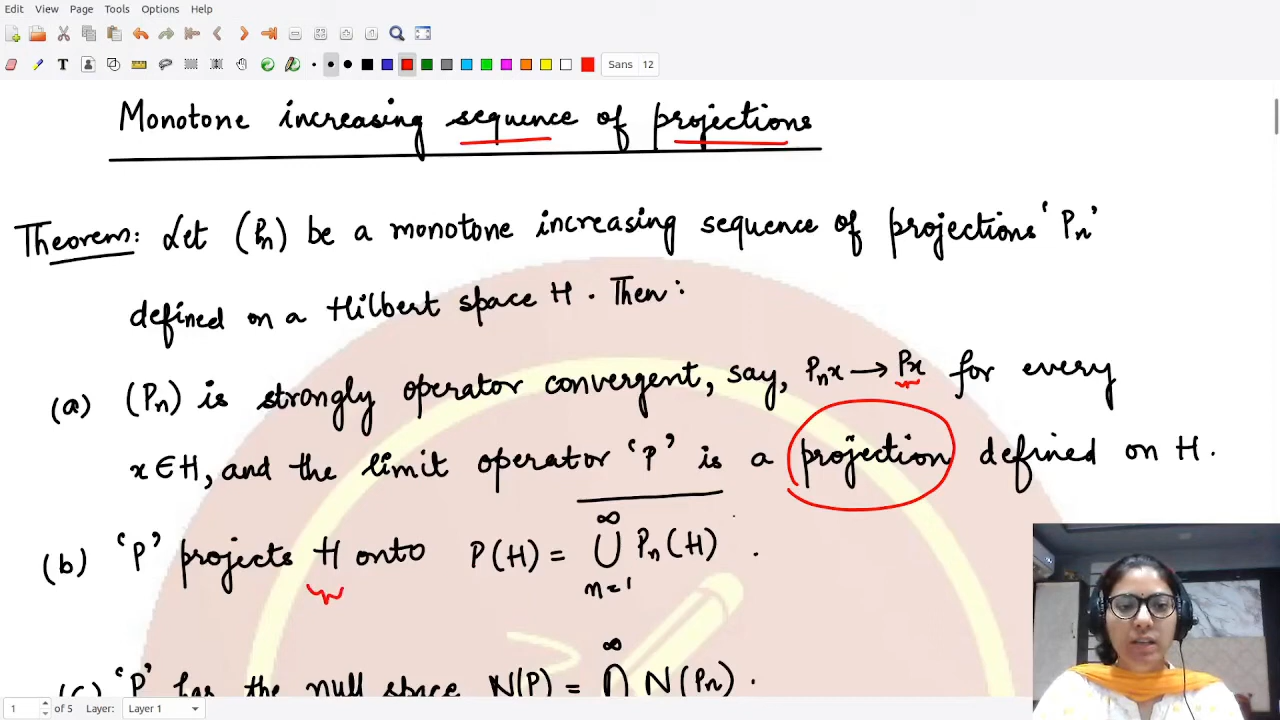 Edit View Page Tools Options Help
Sans 12
Monotone increasing sequence of projections
Theorem: Let (Pn) be a monotone increasing sequence of projections 'Pn'
defined on a Hilbert space H. Then:
(a) (Pn) is strongly operator convergent, say, Pnx → Px for every
x ∈ H, and the limit operator 'P' is a projection defined on H.
(b) 'P' projects H onto P(H) = ∞ ∪ n=1 Pn(H).
(c) 'P' has the null space N(P) = ∞ ∩ N(Pn).
1 of 5 Layer: Layer 1